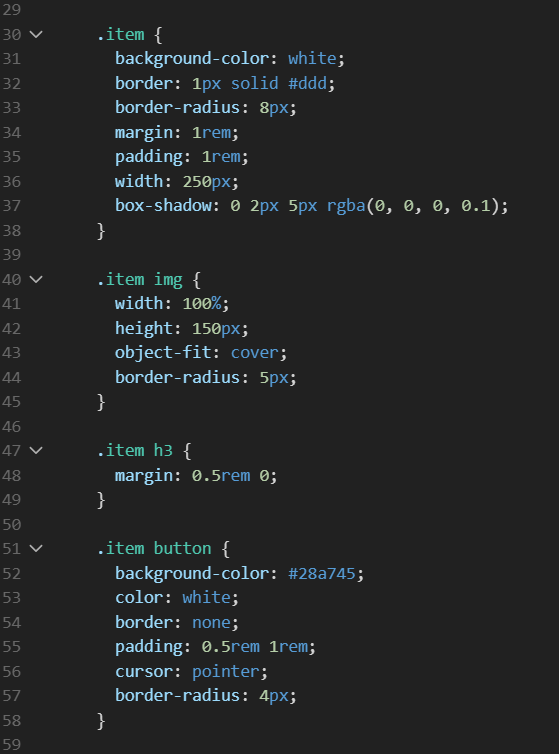 29
30 .item {
31 background-color: white;
32 border: 1px solid #ddd;
33 border-radius: 8px;
34 margin: 1rem;
35 padding: 1rem;
36 width: 250px;
37 box-shadow: 0 2px 5px rgba(0, 0, 0, 0.1);
38 }
39
40 .item img {
41 width: 100%;
42 height: 150px;
43 object-fit: cover;
44 border-radius: 5px;
45 }
46
47 .item h3 {
48 margin: 0.5rem 0;
49 }
50
51 .item button {
52 background-color: #28a745;
53 color: white;
54 border: none;
55 padding: 0.5rem 1rem;
56 cursor: pointer;
57 border-radius: 4px;
58 }
59